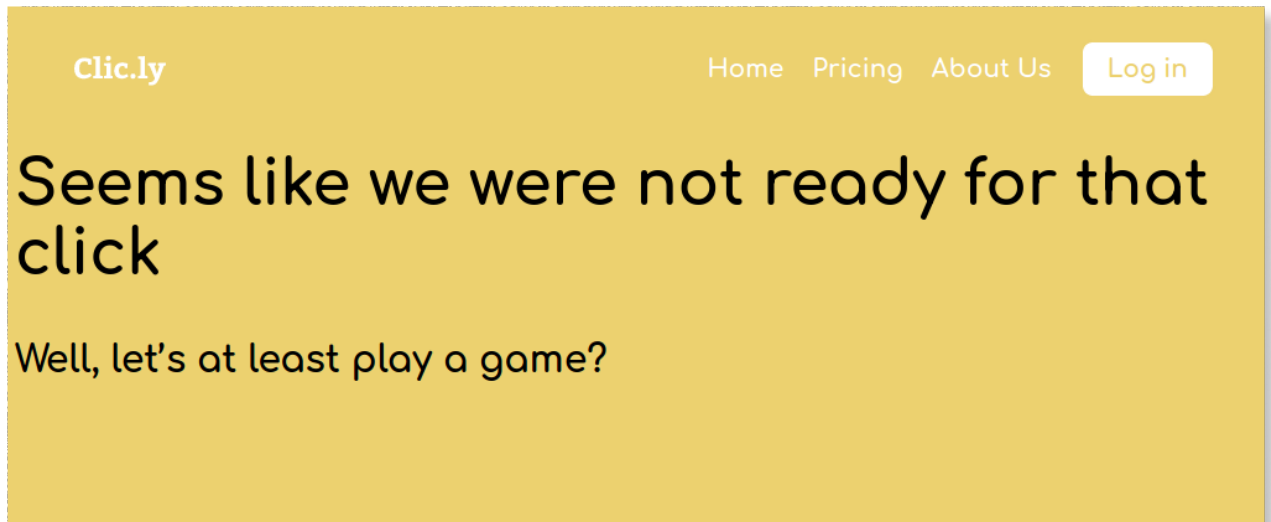 Clic.ly
Home Pricing About Us Log in
Seems like we were not ready for that
click
Well, let’s at least play a game?